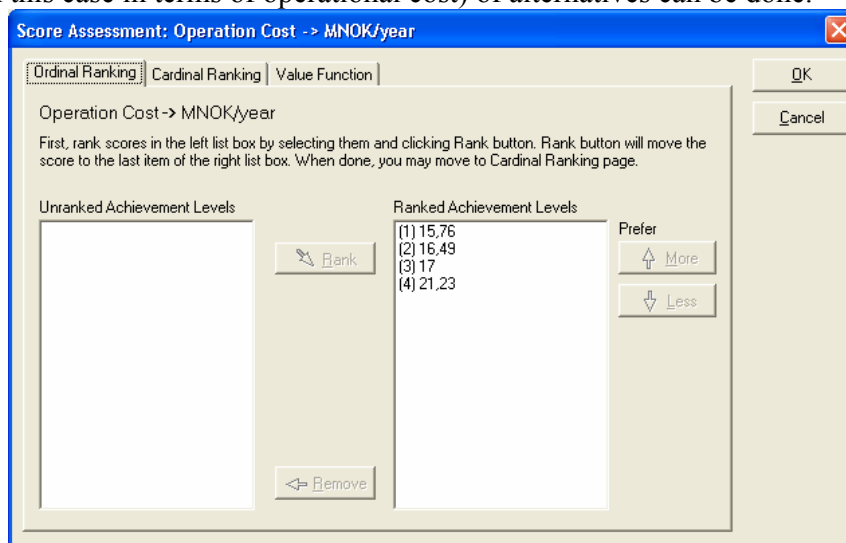 this case in terms of operational cost) of alternatives can be done.
Score Assessment: Operation Cost -> MNOK/year
Ordinal Ranking Cardinal Ranking Value Function
OK
Operation Cost-> MNOK/year
Cancel
First, rank scores in the left list box by selecting them and clicking Rank button. Rank button will move the
score to the last item of the right list box. When done, you may move to Cardinal Ranking page.
Unranked Achievement Levels
Ranked Achievement Levels
Rank
(1) 15,76
(2) 16,49
(3) 17
(4) 21,23
Prefer
More
Less
Remove